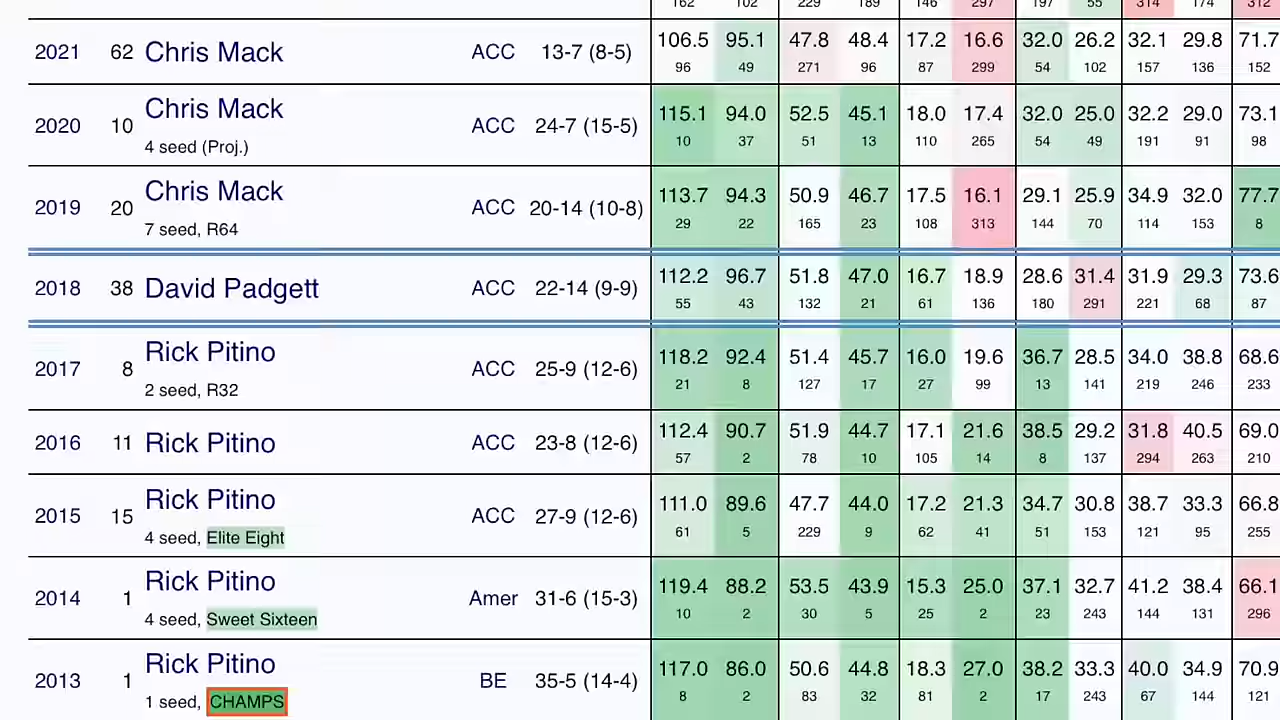 162 102 229 189 146 297 197 55 314 174 312
2021 62 Chris Mack ACC 13-7 (8-5) 106.5 95.1 47.8 48.4 17.2 16.6 32.0 26.2 32.1 29.8 71.7
96 49 271 96 87 299 54 102 157 136 152
Chris Mack 115.1 94.0 52.5 45.1 18.0 17.4 32.0 25.0 32.2 29.0 73.1
2020 10 ACC 24-7 (15-5)
4 seed (Proj.) 10 37 51 13 110 265 54 49 191 91 98
Chris Mack 113.7 94.3 50.9 46.7 17.5 16.1 29.1 25.9 34.9 32.0 77.7
2019 20 ACC 20-14 (10-8)
7 seed, R64 29 22 165 23 108 313 144 70 114 153 8
2018 38 David Padgett ACC 22-14 (9-9) 112.2 96.7 51.8 47.0 16.7 18.9 28.6 31.4 31.9 29.3 73.6
55 43 132 21 61 136 180 291 221 68 87
Rick Pitino 118.2 92.4 51.4 45.7 16.0 19.6 36.7 28.5 34.0 38.8 68.6
2017 8 ACC 25-9 (12-6)
2 seed, R32 21 8 127 17 27 99 13 141 219 246 233
2016 11 Rick Pitino ACC 23-8 (12-6) 112.4 90.7 51.9 44.7 17.1 21.6 38.5 29.2 31.8 40.5 69.0
57 2 78 10 105 14 8 137 294 263 210
Rick Pitino 111.0 89.6 47.7 44.0 17.2 21.3 34.7 30.8 38.7 33.3 66.8
2015 15 ACC 27-9 (12-6)
4 seed, Elite Eight 61 5 229 9 62 41 51 153 121 95 255
Rick Pitino 119.4 88.2 53.5 43.9 15.3 25.0 37.1 32.7 41.2 38.4 66.1
2014 1 Amer 31-6 (15-3)
4 seed, Sweet Sixteen 10 2 30 5 25 2 23 243 144 131 296
Rick Pitino 117.0 86.0 50.6 44.8 18.3 27.0 38.2 33.3 40.0 34.9 70.9
2013 1 BE 35-5 (14-4)
1 seed, CHAMPS 8 2 83 32 81 2 17 243 67 144 121